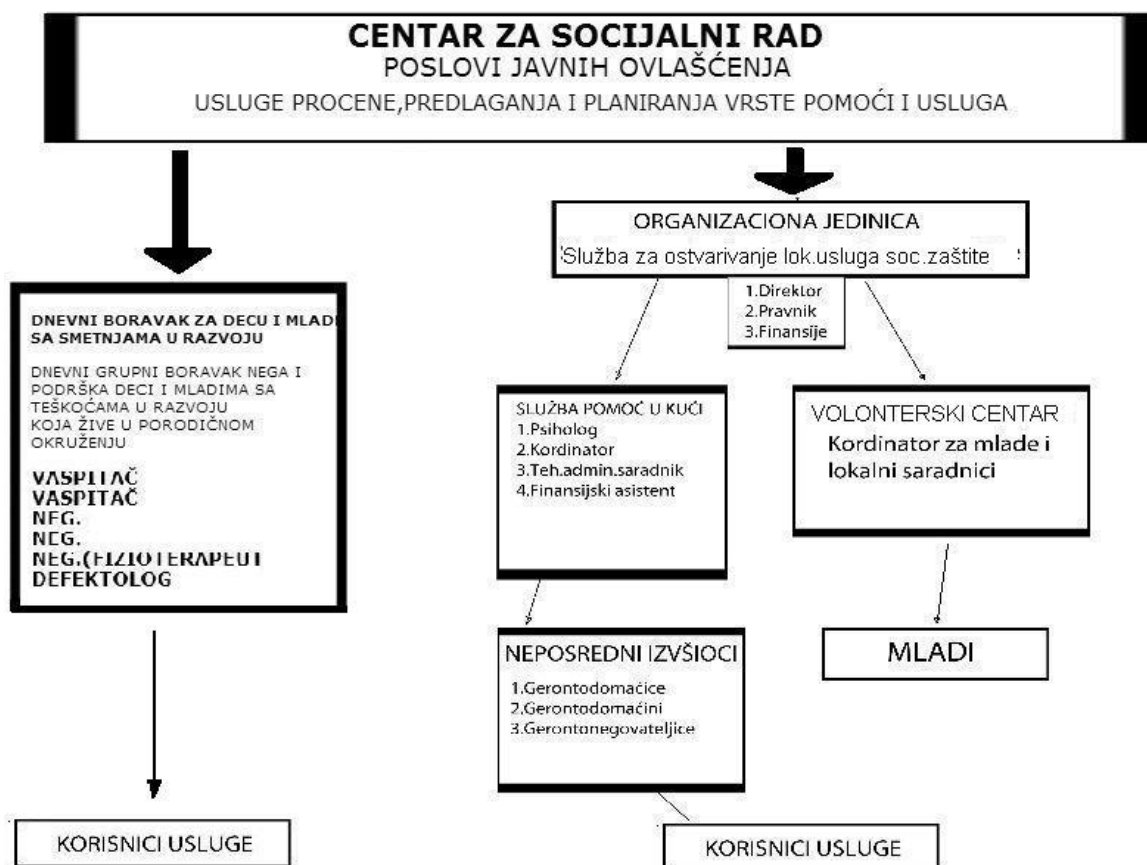 CENTAR ZA SOCIJALNI RAD
POSLOVI JAVNIH OVLAŠĆENJA
USLUGE PROCENE,PREDLAGANJA I PLANIRANJA VRSTE POMOĆI I USLUGA
ORGANIZACIONA JEDINICA
Služba za ostvarivanje lok.usluga soc.zaštite
1.Direktor
2.Pravnik
3.Finansije
DNEVNI BORAVAK ZA DECU I MLADE
SA SMETNJAMA U RAZVOJU
DNEVNI GRUPNI BORAVAK NEGA I
PODRŠKA DECI I MLADIMA SA
TEŠKOĆAMA U RAZVOJU
KOJA ŽIVE U PORODIČNOM
OKRUŽENJU
VASPITAČ
VASPITAČ
NEG.
NEG.
NEG.(FIZIOTERAPEUT
DEFEKTOLOG
SLUŽBA POMOĆ U KUĆI
1.Psiholog
2.Kordinator
3.Teh.admin.saradnik
4.Finansijski asistent
VOLONTERSKI CENTAR
Kordinator za mlade i
lokalni saradnici
NEPOSREDNI IZVŠIOCI
1.Gerontodomaćice
2.Gerontodomaćini
3.Gerontonegovateljice
MLADI
KORISNICI USLUGE
KORISNICI USLUGE